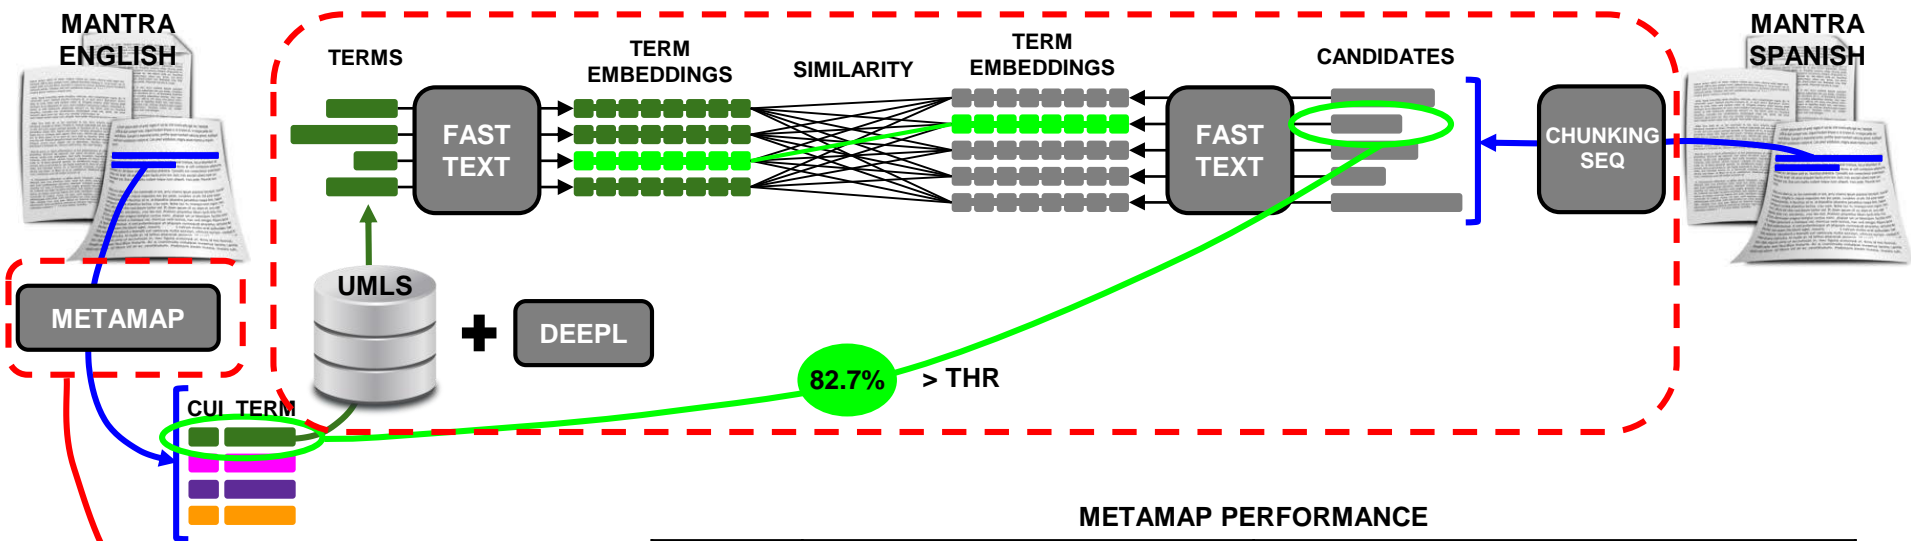 MANTRA
ENGLISH
TERMS
TERM
EMBEDDINGS
SIMILARITY
TERM
EMBEDDINGS
CANDIDATES
MANTRA
SPANISH
FAST
TEXT
FAST
TEXT
CHUNKING
SEQ
METAMAP
UMLS
DEEPL
82.7%
> THR
CUI TERM
METAMAP PERFORMANCE